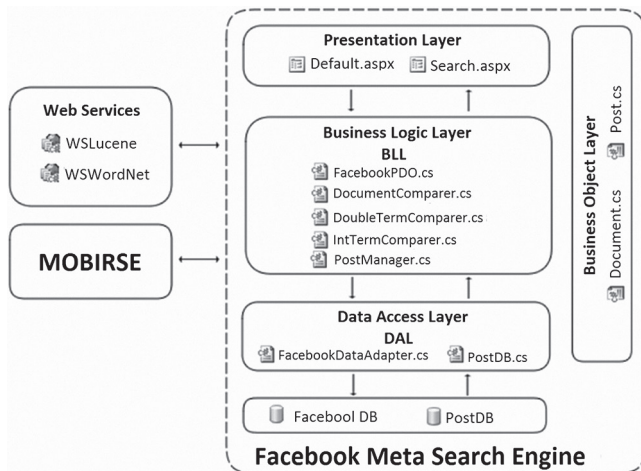 Presentation Layer
Default.aspx
Search.aspx
Web Services
WSLucene
WSWordNet
MOBIRSE
Business Logic Layer
BLL
FacebookPDO.cs
DocumentComparer.cs
DoubleTermComparer.cs
IntTermComparer.cs
PostManager.cs
Data Access Layer
DAL
FacebookDataAdapter.cs
PostDB.cs
Facebool DB
PostDB
Business Object Layer
Post.cs
Document.cs
Facebook Meta Search Engine